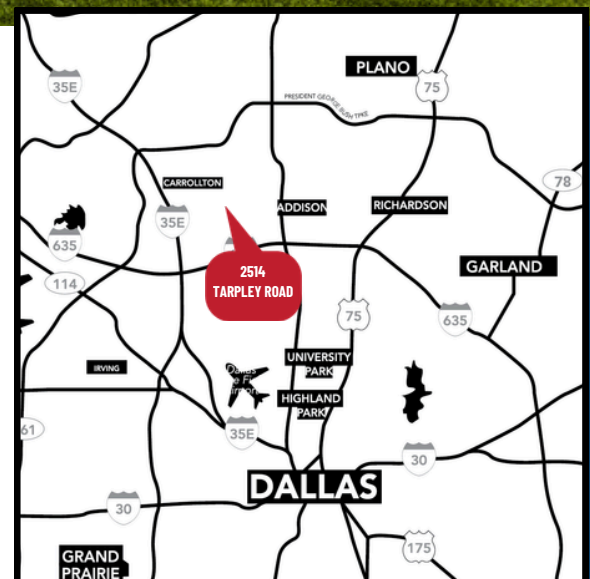 PLANO
35E
75
PRESIDENT GEORGE BUSH TPKE
78
CARROLLTON
ADDISON
RICHARDSON
35E
635
GARLAND
2514
TARPLEY ROAD
114
75
635
UNIVERSITY
PARK
IRVING
Dallas
HIGHLAND
PARK
61
35E
30
DALLAS
30
175
GRAND
PRAIRIE